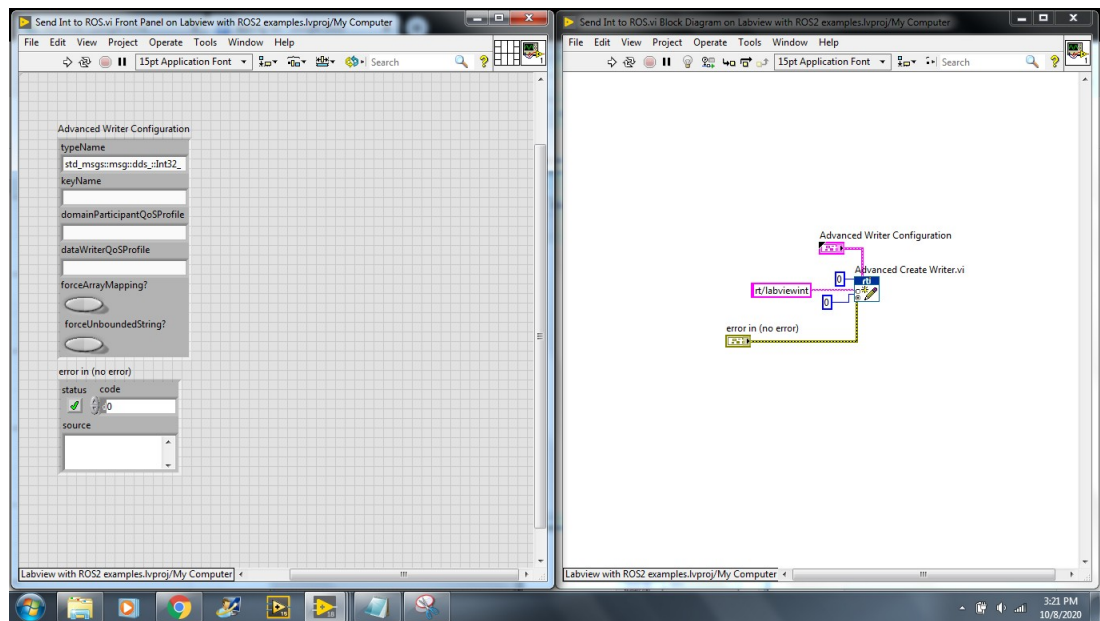 Send Int to ROS.vi Front Panel on Labview with ROS2 examples.lvproj/My Computer
File Edit View Project Operate Tools Window Help
15pt Application Font
Search
Advanced Writer Configuration
typeName
std_msgs::msg::dds_::Int32_
keyName
domainParticipantQoSProfile
dataWriterQoSProfile
forceArrayMapping?
forceUnboundedString?
error in (no error)
status code
0
source
Labview with ROS2 examples.lvproj/My Computer
Send Int to ROS.vi Block Diagram on Labview with ROS2 examples.lvproj/My Computer
File Edit View Project Operate Tools Window Help
15pt Application Font
Search
Advanced Writer Configuration
Advanced Create Writer.vi
0
rti
rt/labviewint
0
error in (no error)
Labview with ROS2 examples.lvproj/My Computer
3:21 PM
10/8/2020